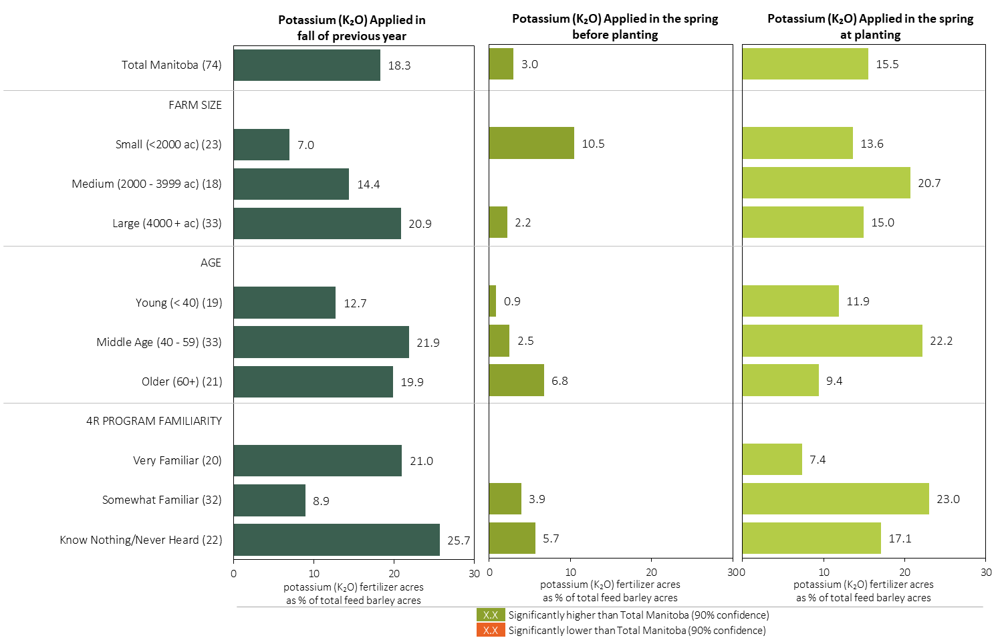 Potassium (K₂O) Applied in
fall of previous year
Potassium (K₂O) Applied in the spring
before planting
Potassium (K₂O) Applied in the spring
at planting
Total Manitoba (74)
18.3
3.0
15.5
FARM SIZE
Small (<2000 ac) (23)
7.0
10.5
13.6
Medium (2000 - 3999 ac) (18)
14.4
20.7
Large (4000 + ac) (33)
20.9
2.2
15.0
AGE
Young (< 40) (19)
12.7
0.9
11.9
Middle Age (40 - 59) (33)
21.9
2.5
22.2
Older (60+) (21)
19.9
6.8
9.4
4R PROGRAM FAMILIARITY
Very Familiar (20)
21.0
7.4
Somewhat Familiar (32)
8.9
3.9
23.0
Know Nothing/Never Heard (22)
25.7
5.7
17.1
0 10 20 30
0 10 20 30
0 10 20 30
potassium (K₂O) fertilizer acres
as % of total feed barley acres
potassium (K₂O) fertilizer acres
as % of total feed barley acres
potassium (K₂O) fertilizer acres
as % of total feed barley acres
X.X Significantly higher than Total Manitoba (90% confidence)
X.X Significantly lower than Total Manitoba (90% confidence)